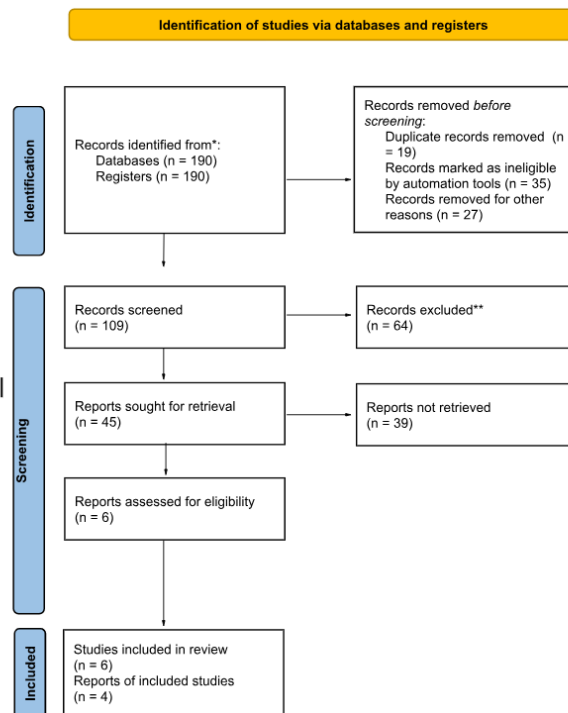 Identification of studies via databases and registers
Identification
Records identified from*:
Databases (n = 190)
Registers (n = 190)
Records removed before
screening:
Duplicate records removed (n
= 19)
Records marked as ineligible
by automation tools (n = 35)
Records removed for other
reasons (n = 27)
Screening
Records screened
(n = 109)
Records excluded**
(n = 64)
Reports sought for retrieval
(n = 45)
Reports not retrieved
(n = 39)
Reports assessed for eligibility
(n = 6)
Included
Studies included in review
(n = 6)
Reports of included studies
(n = 4)